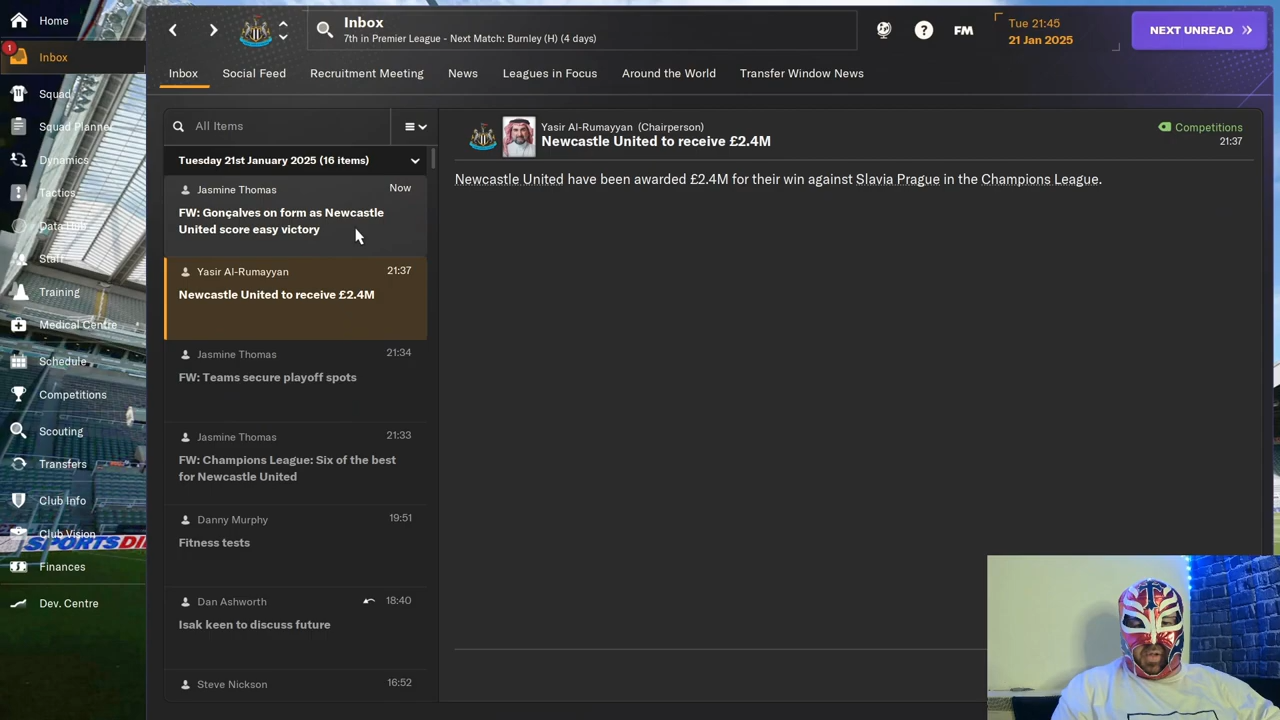 Home
1
Inbox
Squad
Squad Planner
Dynamics
Tactics
Data Hub
Staff
Training
Medical Centre
Schedule
Competitions
Scouting
Transfers
Club Info
Club Vision
Finances
Dev. Centre
SPORTSDI
Inbox
7th in Premier League - Next Match: Burnley (H) (4 days)
?
FM
Tue 21:45
21 Jan 2025
NEXT UNREAD
Inbox
Social Feed
Recruitment Meeting
News
Leagues in Focus
Around the World
Transfer Window News
All Items
Tuesday 21st January 2025 (16 items)
Jasmine Thomas
Now
FW: Gonçalves on form as Newcastle
United score easy victory
Yasir Al-Rumayyan
21:37
Newcastle United to receive £2.4M
Jasmine Thomas
21:34
FW: Teams secure playoff spots
Jasmine Thomas
21:33
FW: Champions League: Six of the best
for Newcastle United
Danny Murphy
19:51
Fitness tests
Dan Ashworth
18:40
Isak keen to discuss future
Steve Nickson
16:52
Yasir Al-Rumayyan (Chairperson)
Newcastle United to receive £2.4M
Competitions
21:37
Newcastle United have been awarded £2.4M for their win against Slavia Prague in the Champions League.